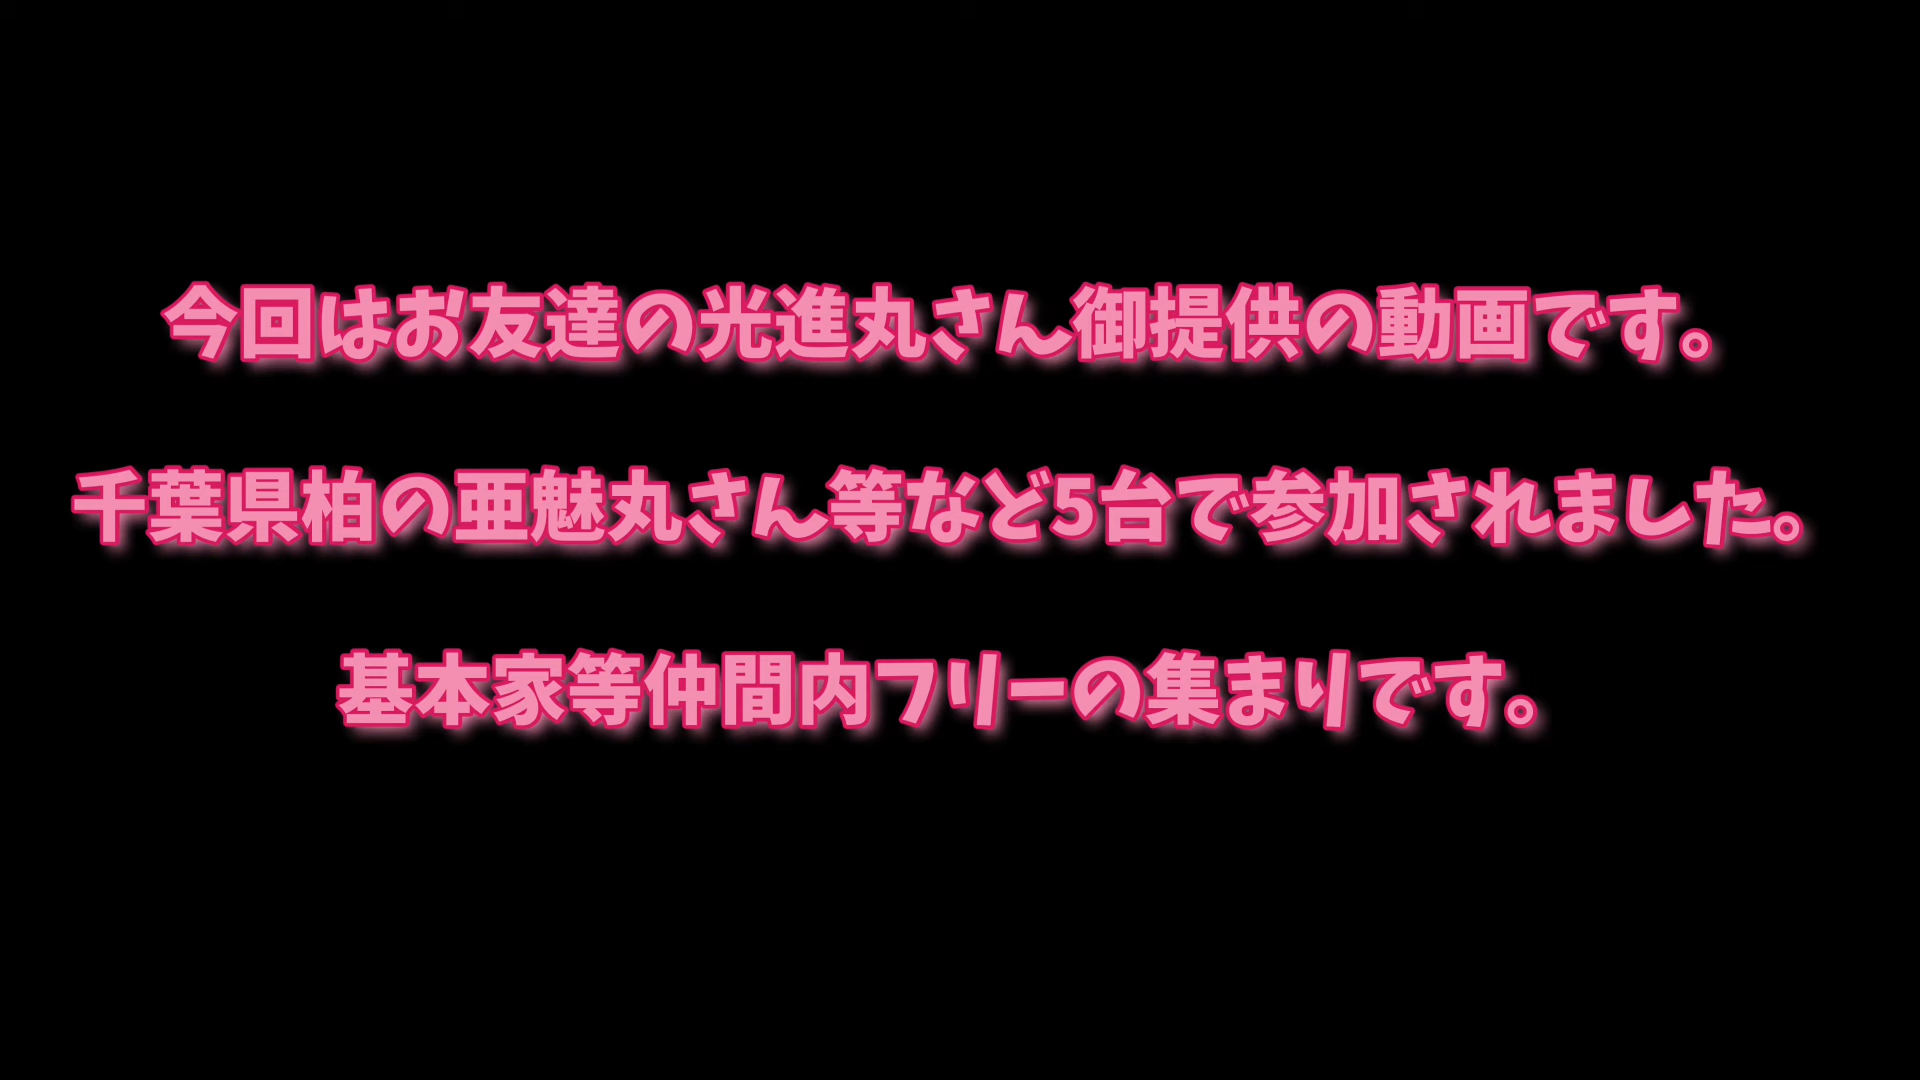 今回はお友達の光進丸さん御提供の動画です。
千葉県柏の亜魅丸さん等など5台で参加されました。
基本家等仲間内フリーの集まりです。